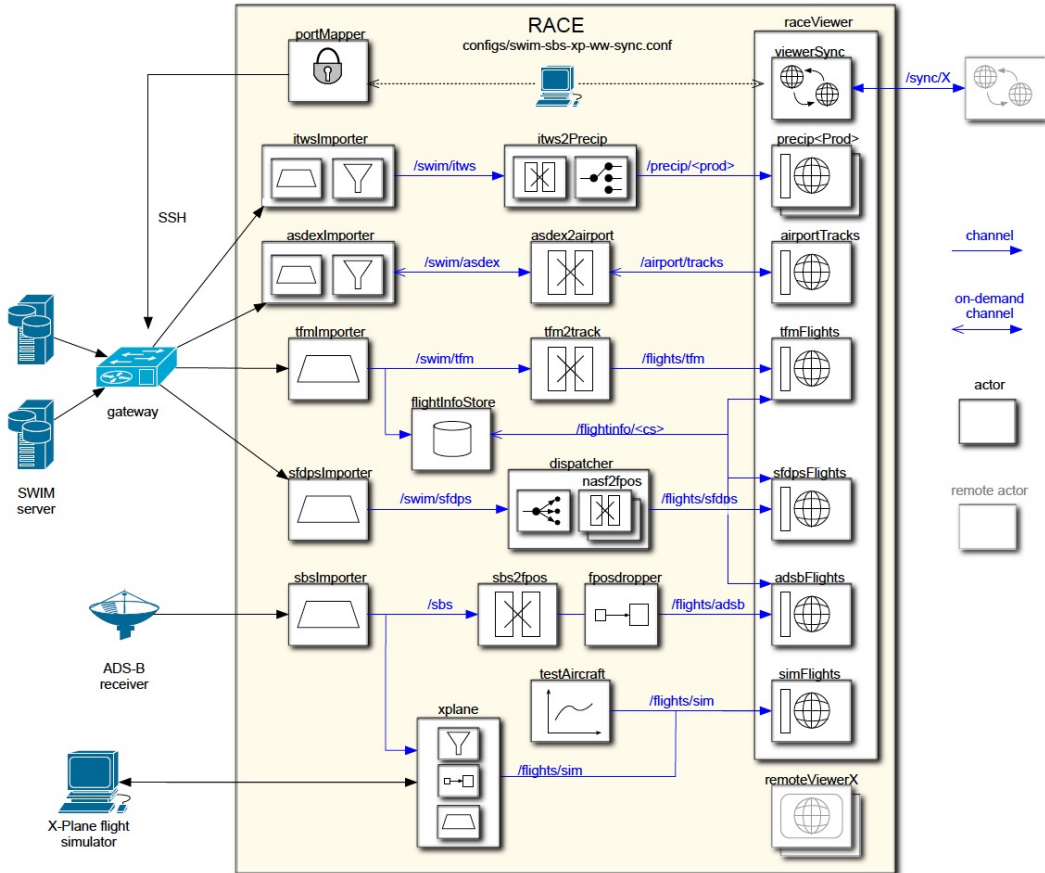 RACE
configs/swim-sbs-xp-ww-sync.conf
portMapper
raceViewer
viewerSync
/sync/X
itwsImporter
/swim/itws
itws2Precip
/precip/<prod>
precip<Prod>
SSH
asdexImporter
/swim/asdex
asdex2airport
/airport/tracks
airportTracks
channel
on-demand
channel
tfmImporter
/swim/tfm
tfm2track
/flights/tfm
tfmFlights
gateway
flightInfoStore
/flightinfo/<cs>
actor
SWIM
server
sfdpsImporter
/swim/sfdps
dispatcher
nasf2fpos
/flights/sfdps
sfdpsFlights
remote actor
sbsImporter
/sbs
sbs2fpos
fposdropper
/flights/adsb
adsbFlights
ADS-B
receiver
testAircraft
/flights/sim
simFlights
xplane
/flights/sim
X-Plane flight
simulator
remoteViewerX